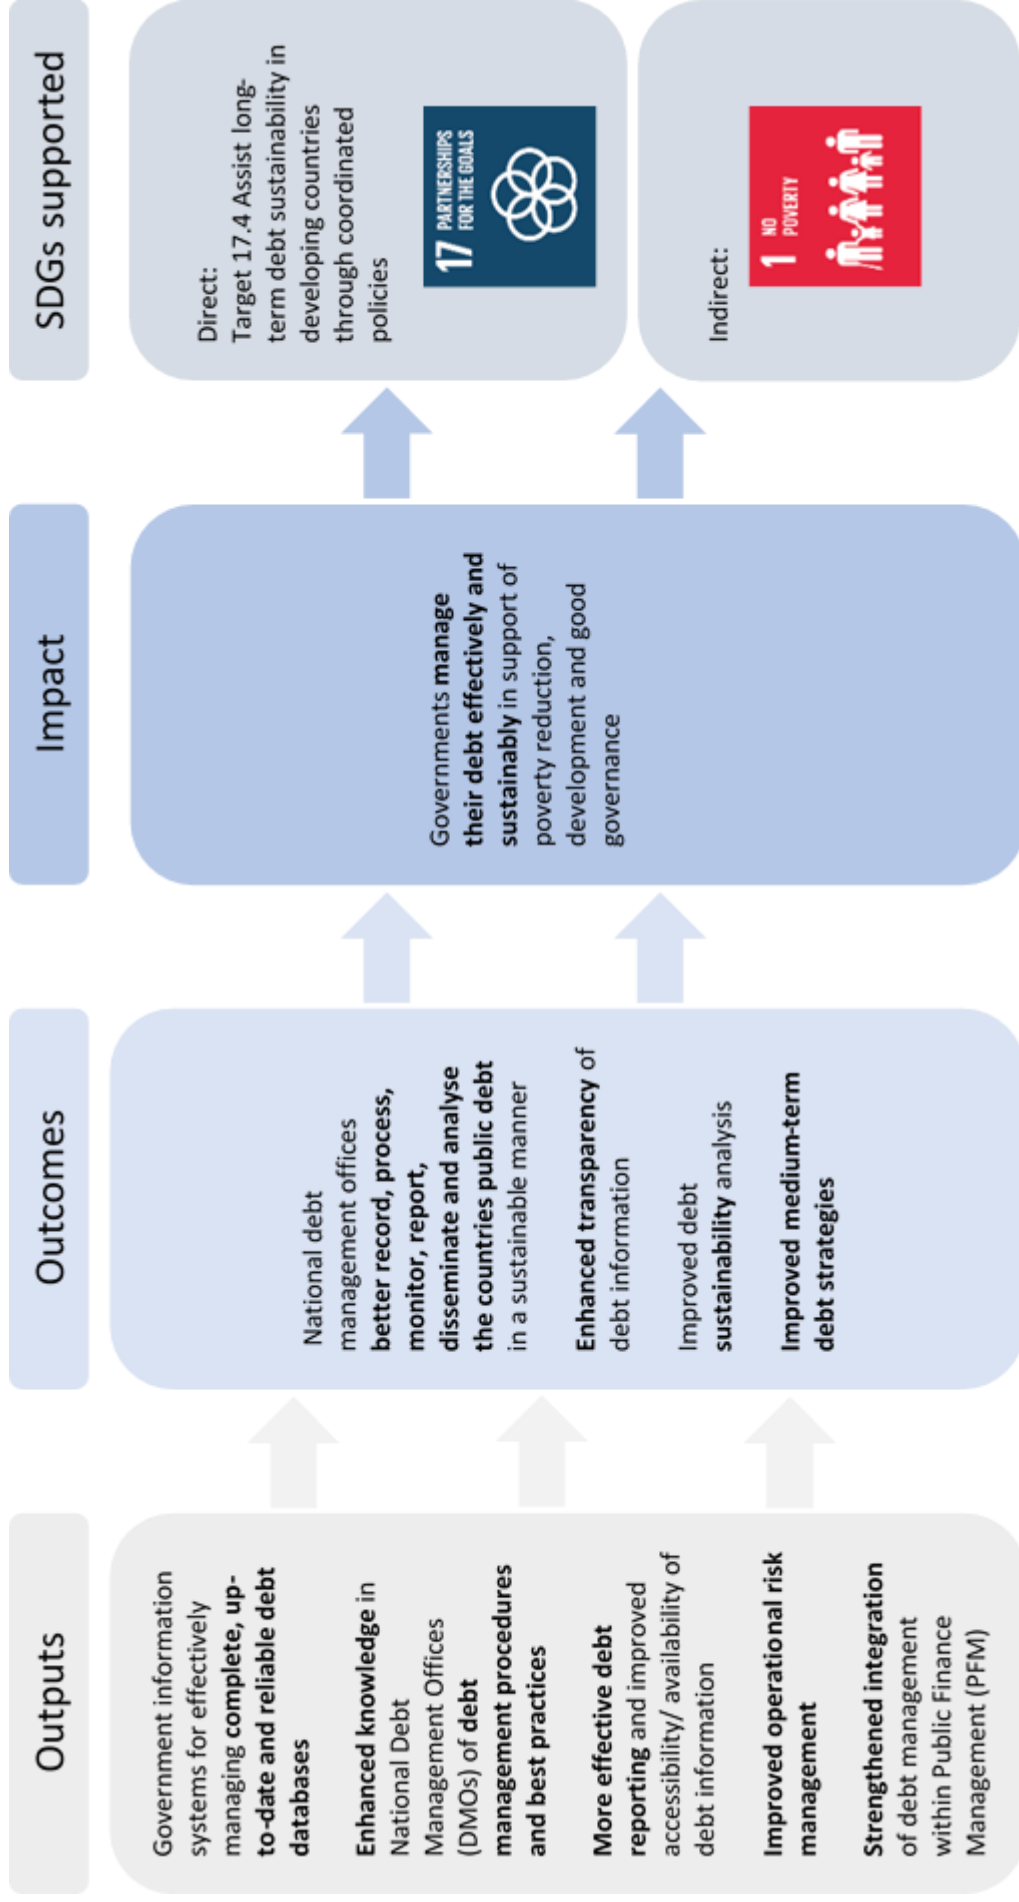 Outputs
Government information
systems for effectively
managing complete, up-
to-date and reliable debt
databases
Enhanced knowledge in
National Debt
Management Offices
(DMOs) of debt
management procedures
and best practices
More effective debt
reporting and improved
accessibility/ availability of
debt information
Improved operational risk
management
Strengthened integration
of debt management
within Public Finance
Management (PFM)
Outcomes
National debt
management offices
better record, process,
monitor, report,
disseminate and analyse
the countries public debt
in a sustainable manner
Enhanced transparency of
debt information
Improved debt
sustainability analysis
Improved medium-term
debt strategies
Impact
Governments manage
their debt effectively and
sustainably in support of
poverty reduction,
development and good
governance
SDGs supported
Direct:
Target 17.4 Assist long-
term debt sustainability in
developing countries
through coordinated
policies
17 PARTNERSHIPS
FOR THE GOALS
Indirect:
1 NO
POVERTY